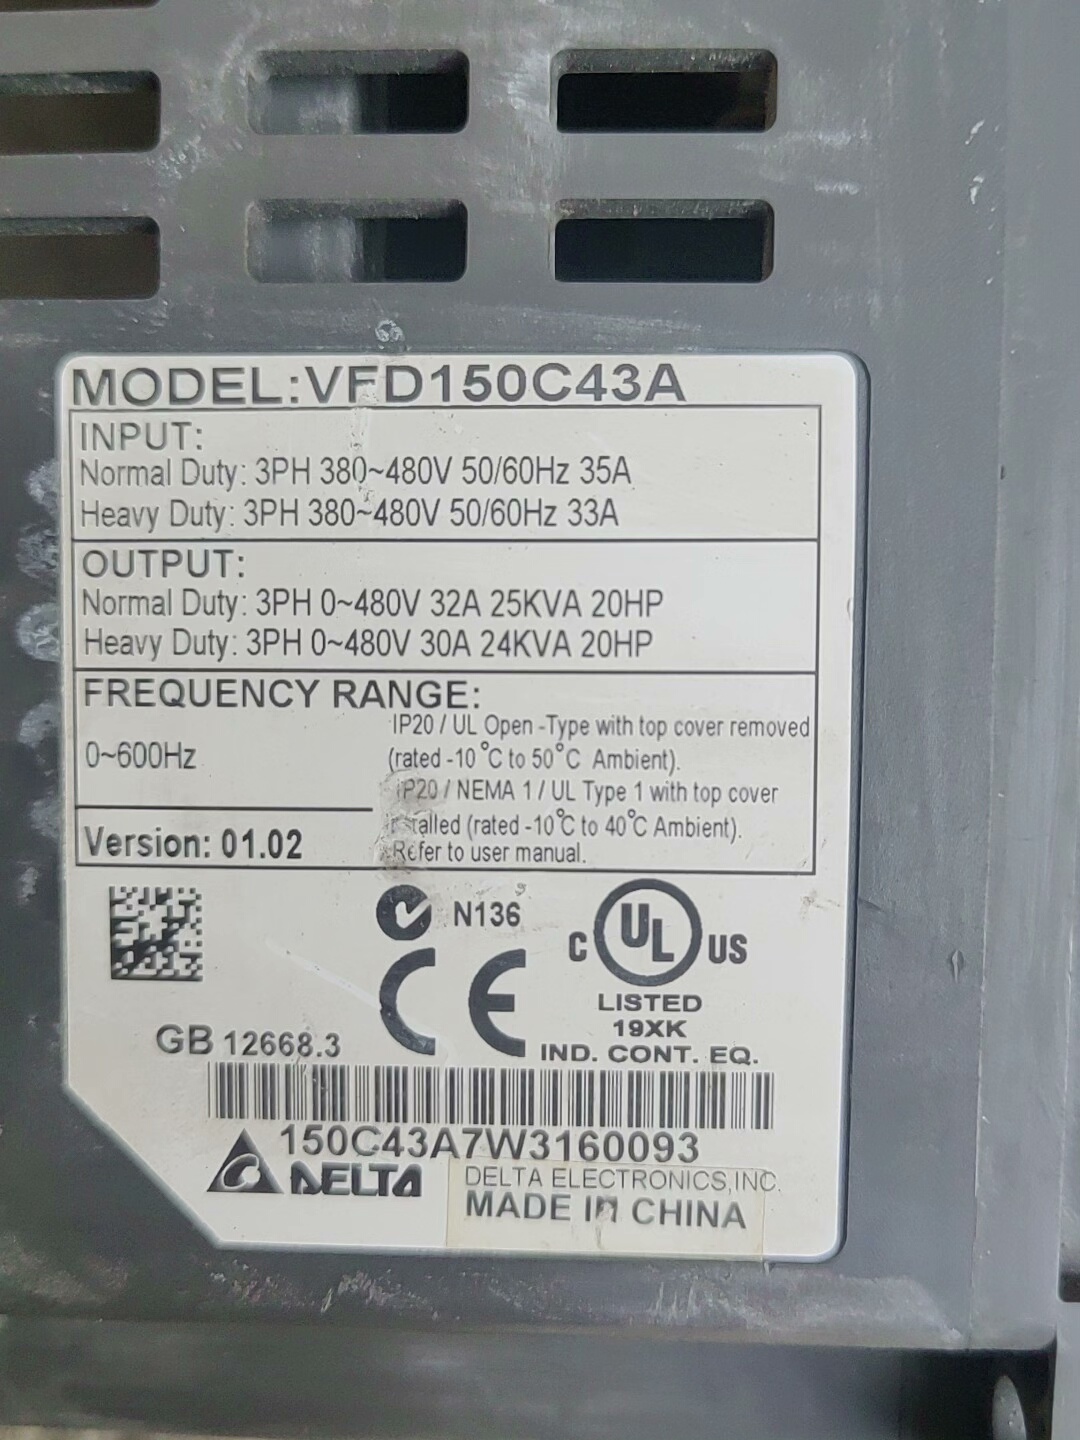 MODEL:VFD150C43A
INPUT:
Normal Duty: 3PH 380~480V 50/60Hz 35A
Heavy Duty: 3PH 380~480V 50/60Hz 33A
OUTPUT:
Normal Duty: 3PH 0~480V 32A 25KVA 20HP
Heavy Duty: 3PH 0~480V 30A 24KVA 20HP
FREQUENCY RANGE:
0~600Hz
IP20 / UL Open -Type with top cover removed
(rated -10°C to 50°C Ambient).
IP20 / NEMA 1 / UL Type 1 with top cover
installed (rated -10°C to 40°C Ambient).
Refer to user manual.
Version: 01.02
N136
C UL US
LISTED
19XK
IND. CONT. EQ.
CE
GB 12668.3
150C43A7W3160093
DELTA
DELTA ELECTRONICS,INC.
MADE IN CHINA